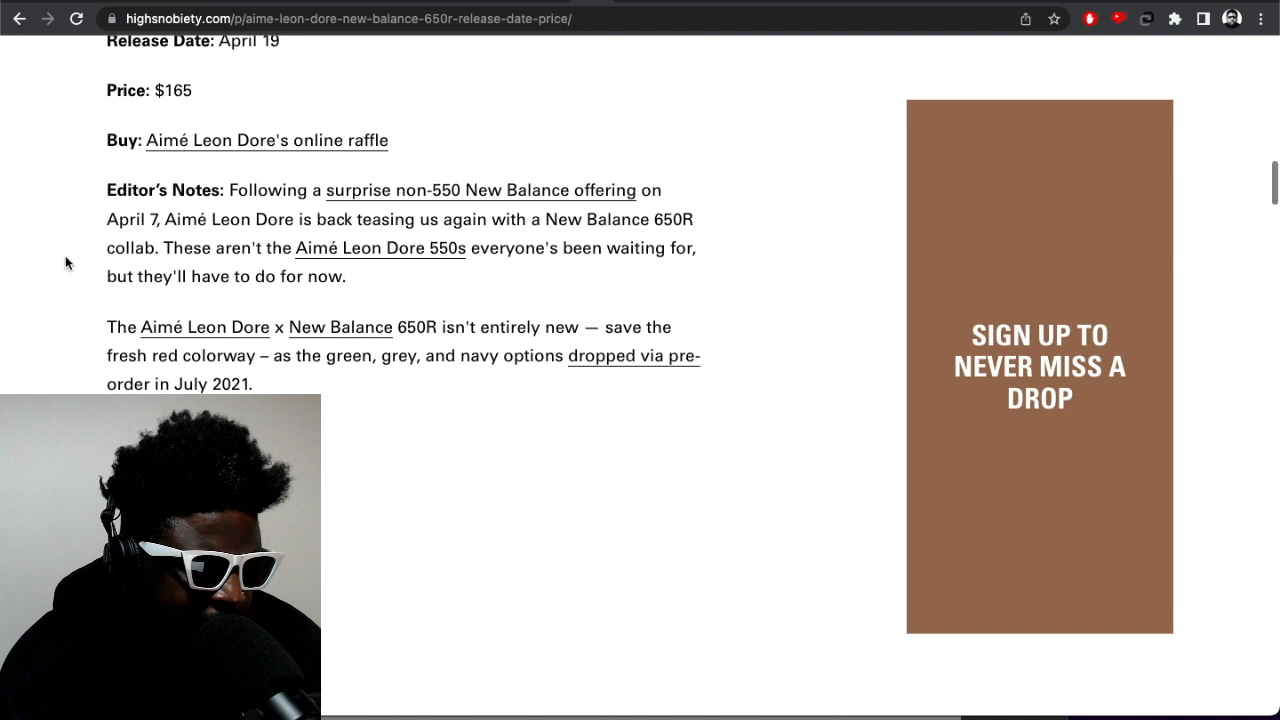 highsnobiety.com/p/aime-leon-dore-new-balance-650r-release-date-price/
Release Date: April 19
Price: $165
Buy: Aimé Leon Dore's online raffle
Editor’s Notes: Following a surprise non-550 New Balance offering on
April 7, Aimé Leon Dore is back teasing us again with a New Balance 650R
collab. These aren't the Aimé Leon Dore 550s everyone's been waiting for,
but they'll have to do for now.
The Aimé Leon Dore x New Balance 650R isn't entirely new — save the
fresh red colorway – as the green, grey, and navy options dropped via pre-
order in July 2021.
SIGN UP TO
NEVER MISS A
DROP